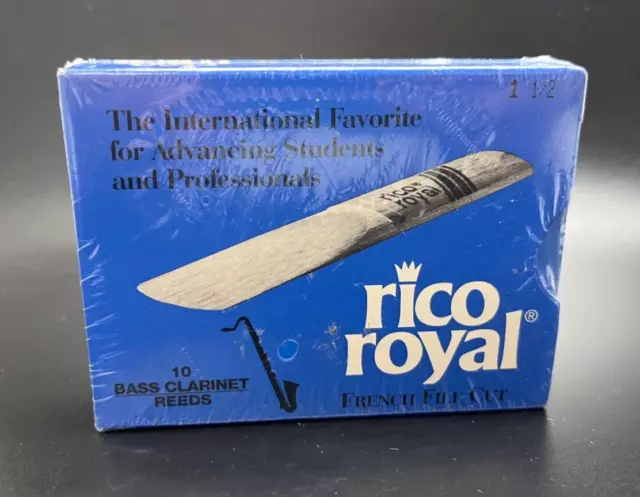 1 1/2
The International Favorite
for Advancing Students
and Professionals
rico
royal
rico
royal®
10
BASS CLARINET
REEDS
FRENCH FILE-CUT